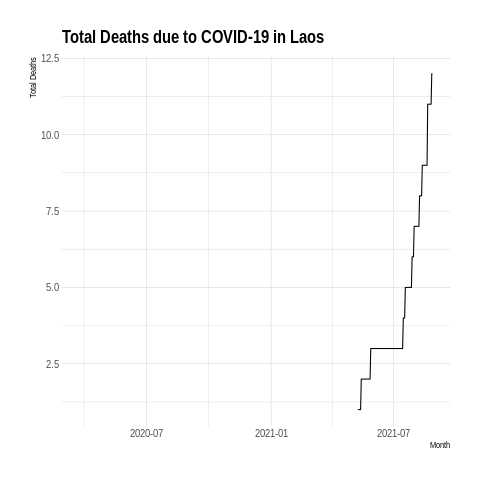 Total Deaths due to COVID-19 in Laos
Total Deaths
12.5
10.0
7.5
5.0
2.5
2020-07
2021-01
2021-07
Month